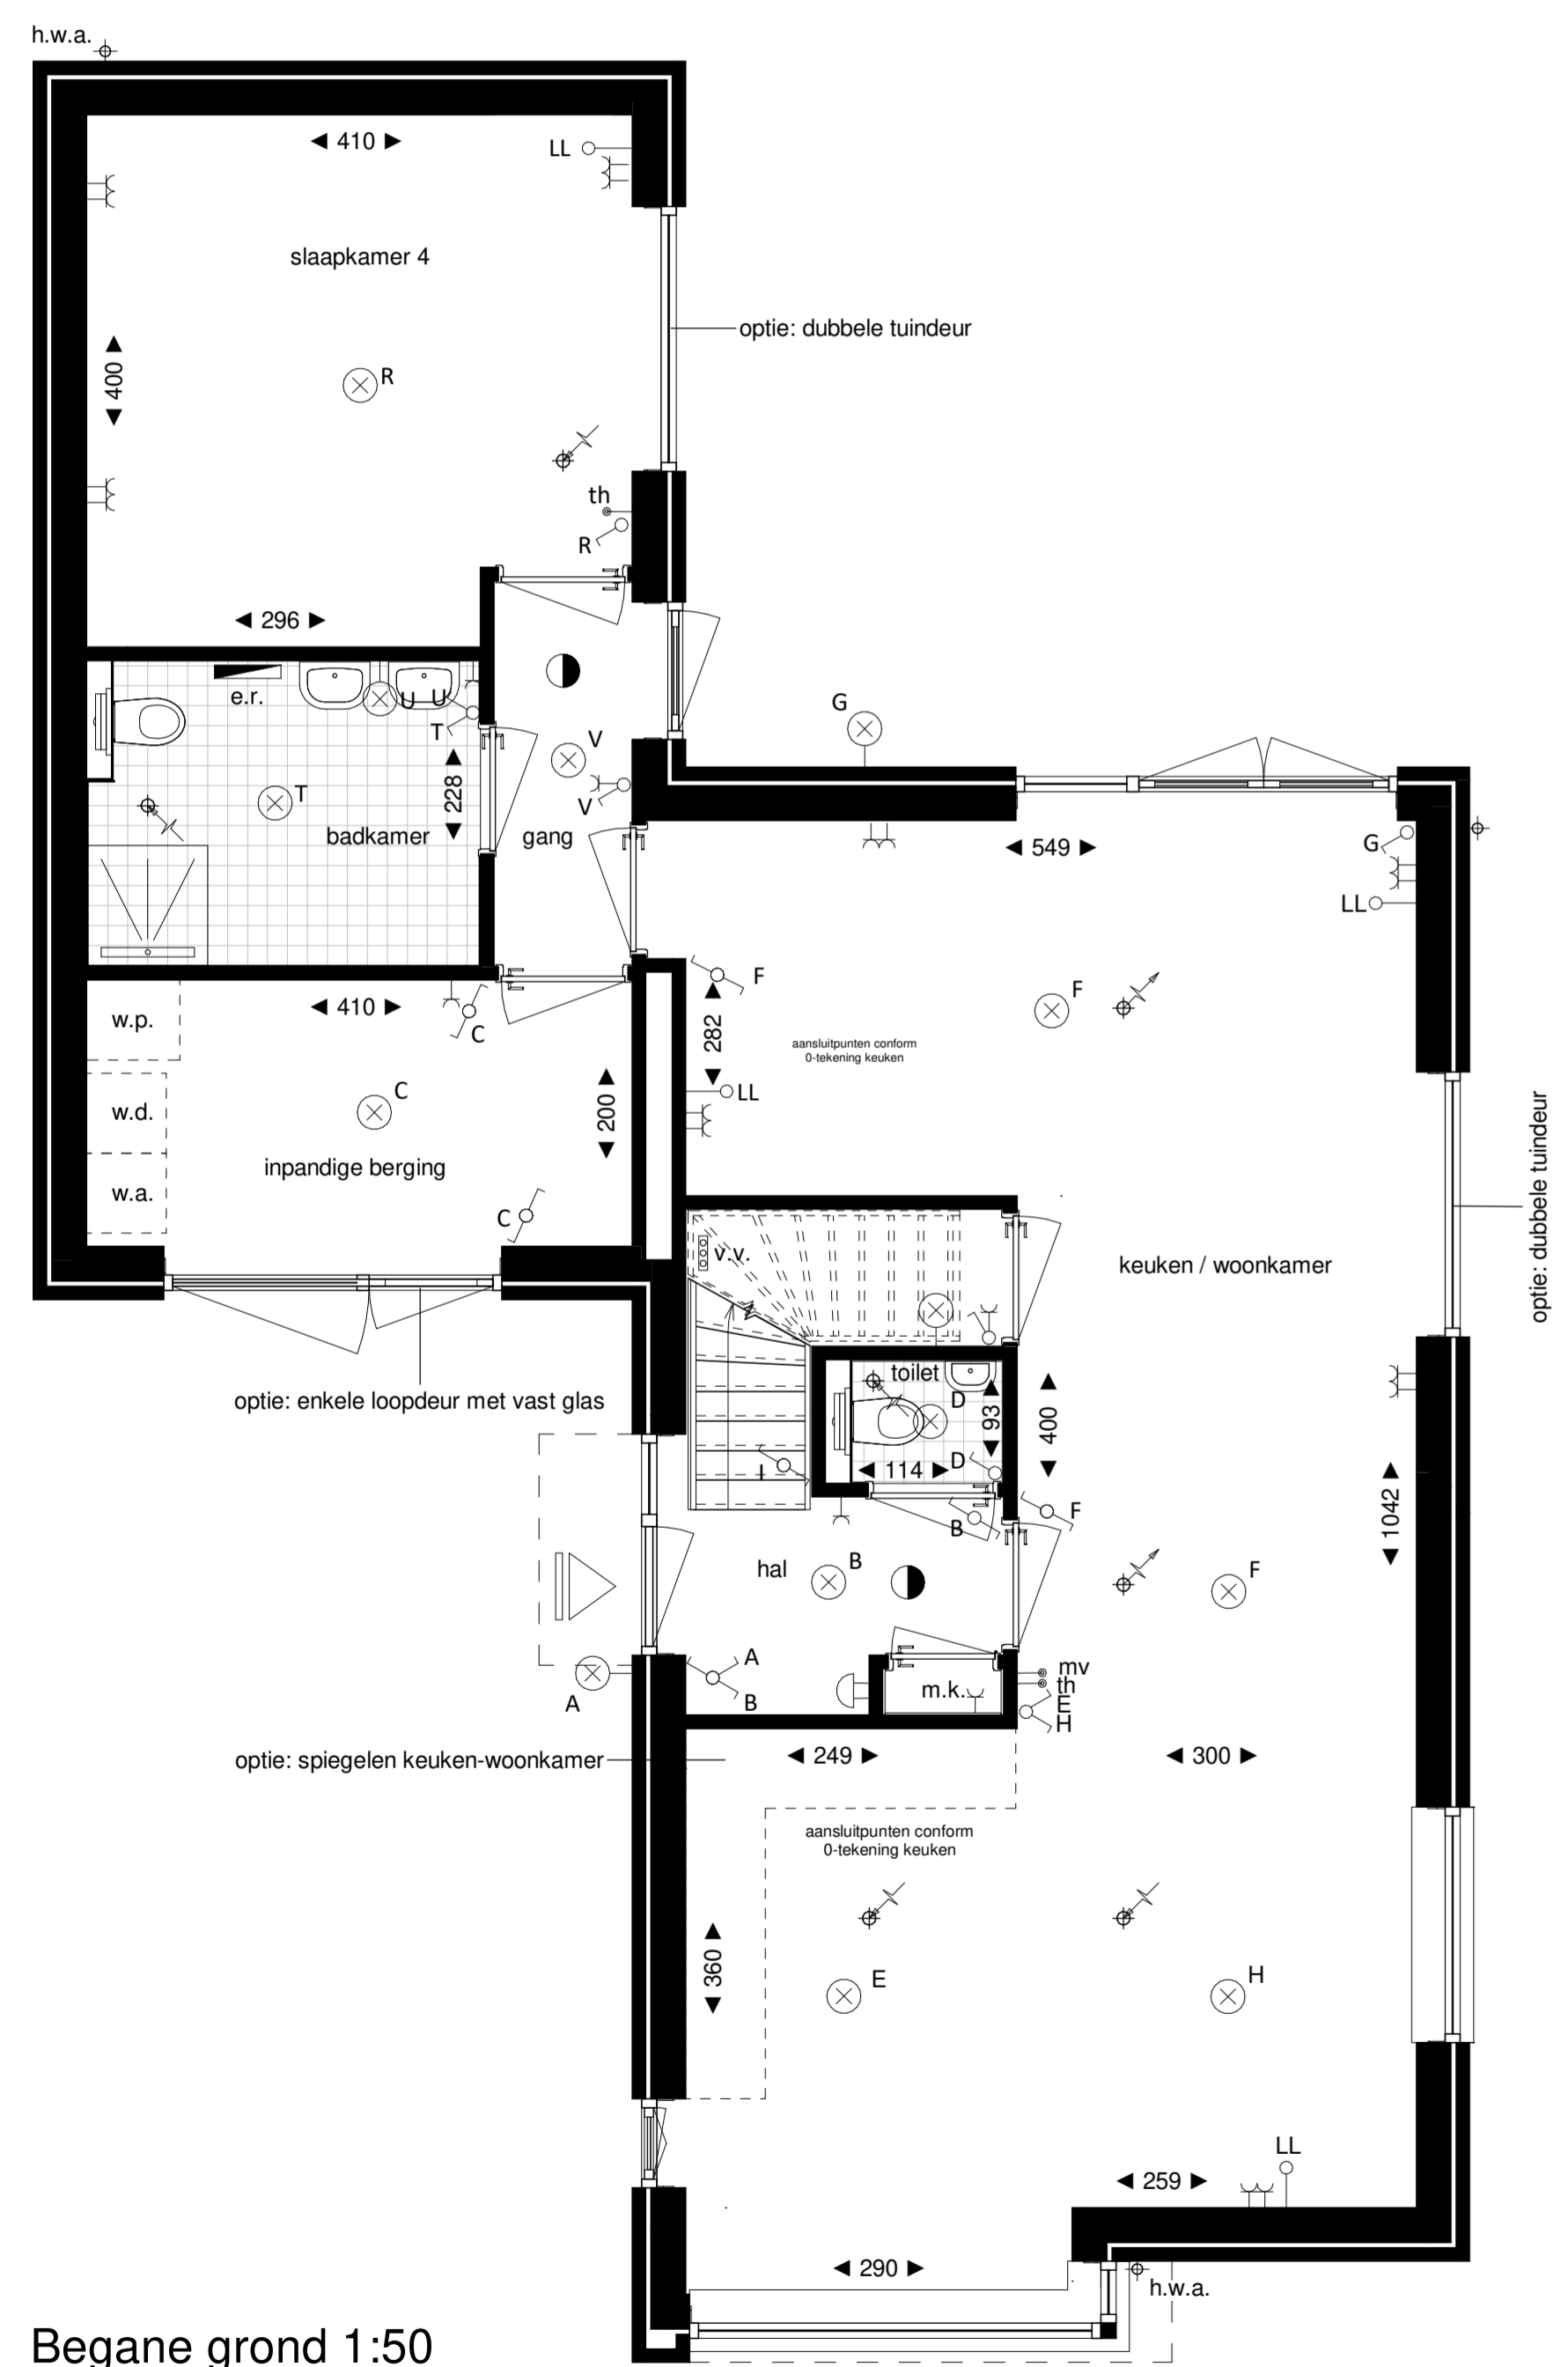 h.w.a.
410
LL
slaapkamer 4
optie: dubbele tuindeur
400
R
th
R
296
e.r.
U
U
T
G
V
T
228
V
badkamer
gang
549
G
LL
F
w.p.
410
C
282
F
aansluitpunten conform
0-tekening keuken
C
w.d.
200
LL
optie: dubbele tuindeur
inpandige berging
w.a.
C
v.v.
keuken / woonkamer
toilet
optie: enkele loopdeur met vast glas
D
93
400
I
114
D
1042
B
F
hal
B
F
A
mv
th
m.k.
E
A
B
H
optie: spiegelen keuken-woonkamer
249
300
aansluitpunten conform
0-tekening keuken
360
E
H
LL
259
290
h.w.a.
Begane grond 1:50